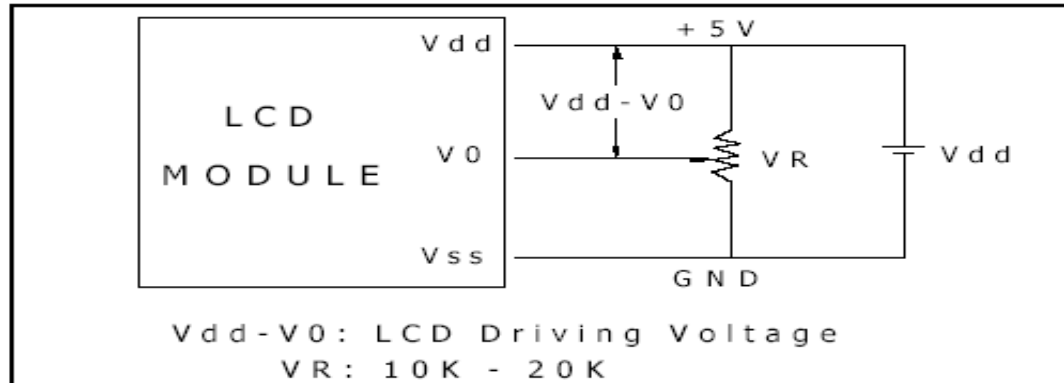 +5V
Vdd
Vdd-V0
LCD
MODULE
V0
VR
Vdd
Vss
GND
Vdd-V0: LCD Driving Voltage
VR: 10K - 20K